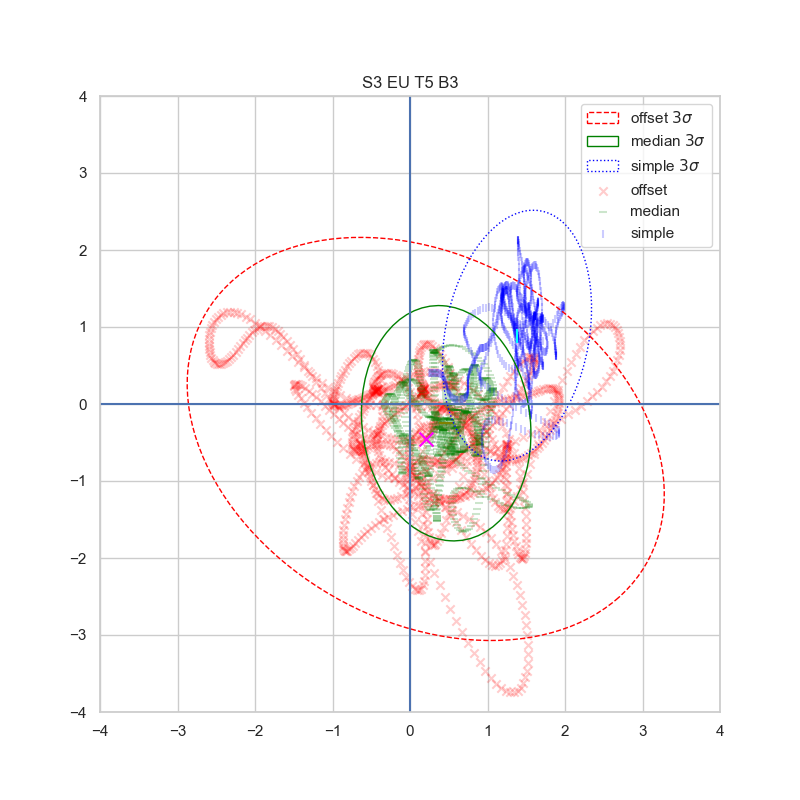 S3 EU T5 B3
offset 3σ
median 3σ
simple 3σ
offset
median
simple
4
3
2
1
0
−1
−2
−3
−4
−4 −3 −2 −1 0 1 2 3 4